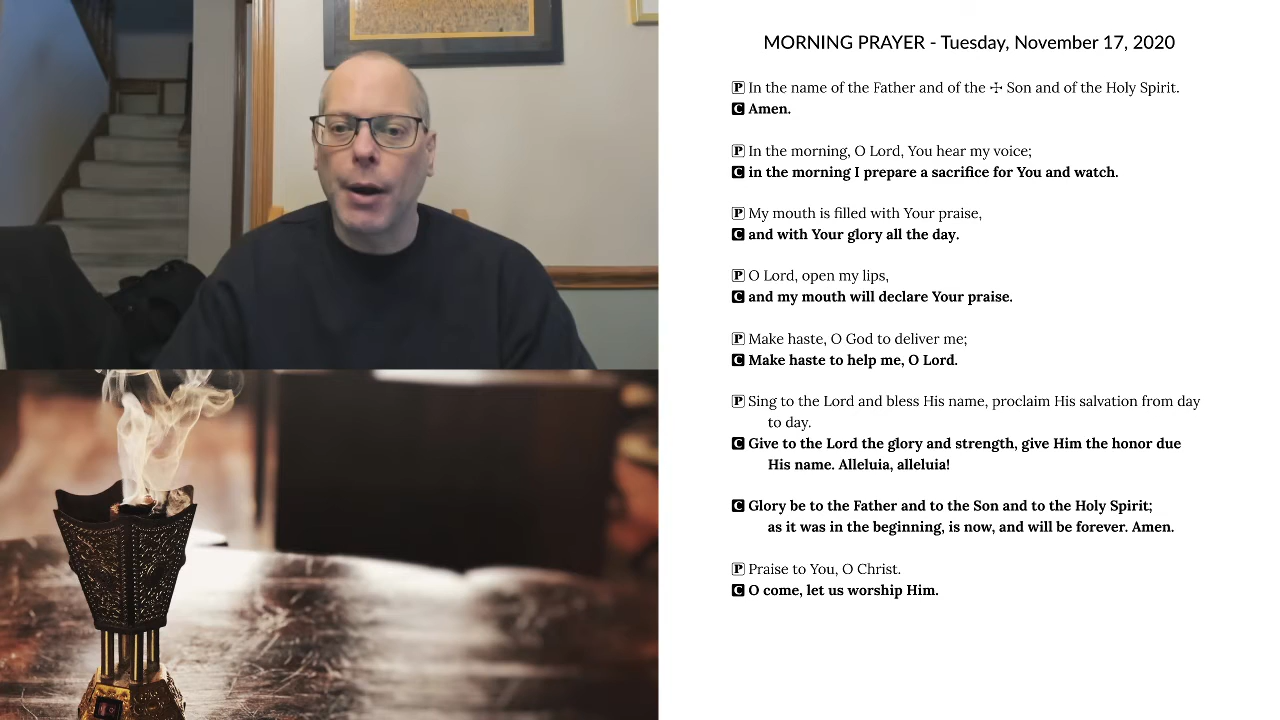 MORNING PRAYER - Tuesday, November 17, 2020
P In the name of the Father and of the ☩ Son and of the Holy Spirit.
C Amen.
P In the morning, O Lord, You hear my voice;
C in the morning I prepare a sacrifice for You and watch.
P My mouth is filled with Your praise,
C and with Your glory all the day.
P O Lord, open my lips,
C and my mouth will declare Your praise.
P Make haste, O God to deliver me;
C Make haste to help me, O Lord.
P Sing to the Lord and bless His name, proclaim His salvation from day
to day.
C Give to the Lord the glory and strength, give Him the honor due
His name. Alleluia, alleluia!
C Glory be to the Father and to the Son and to the Holy Spirit;
as it was in the beginning, is now, and will be forever. Amen.
P Praise to You, O Christ.
C O come, let us worship Him.